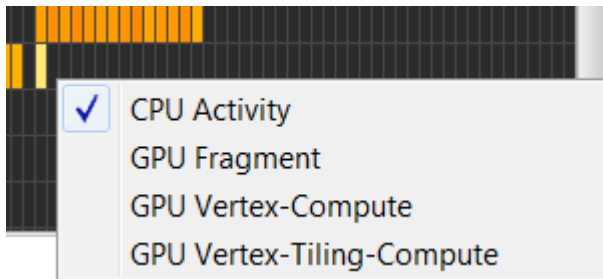 CPU Activity
GPU Fragment
GPU Vertex-Compute
GPU Vertex-Tiling-Compute